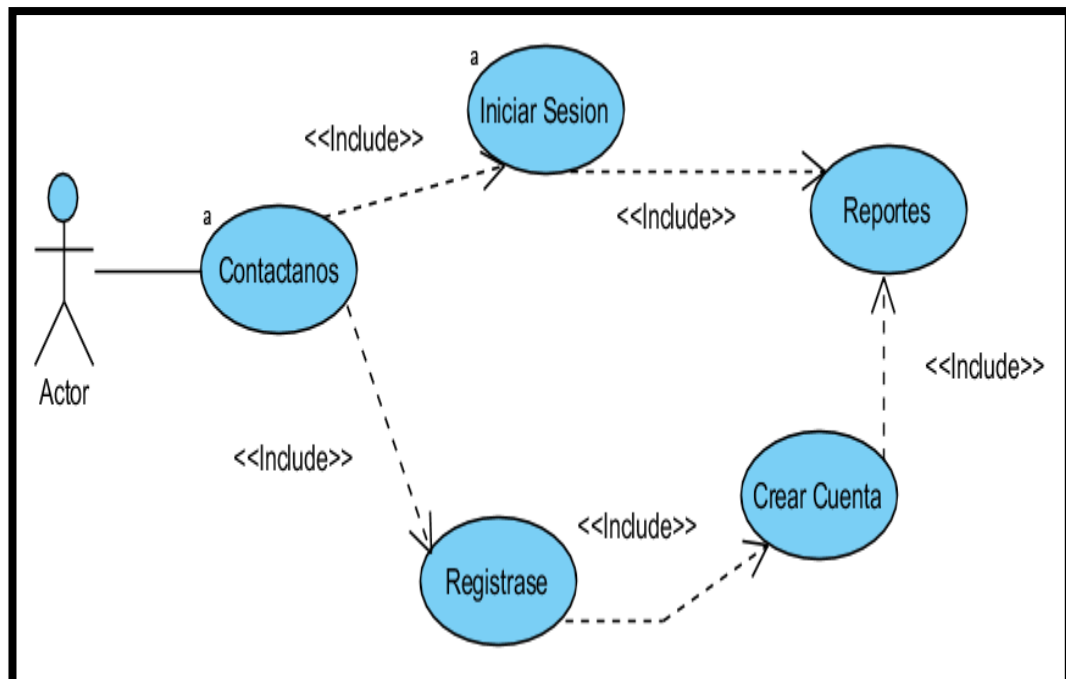 a
Iniciar Sesion
<<Include>>
Reportes
<<Include>>
a
Contactanos
Actor
<<Include>>
<<Include>>
Crear Cuenta
<<Include>>
Registrase